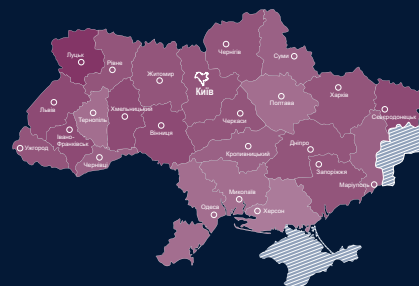 Чернігів
Луцьк
Суми
Рівне
Житомир
Київ
Харків
Полтава
Львів
Хмельницький
Сєвєродонецьк
Тернопіль
Черкаси
Вінниця
Івано-
Франківськ
Дніпро
Ужгород
Кропивницький
Чернівці
Запоріжжя
Маріуполь
Миколаїв
Одеса
Херсон